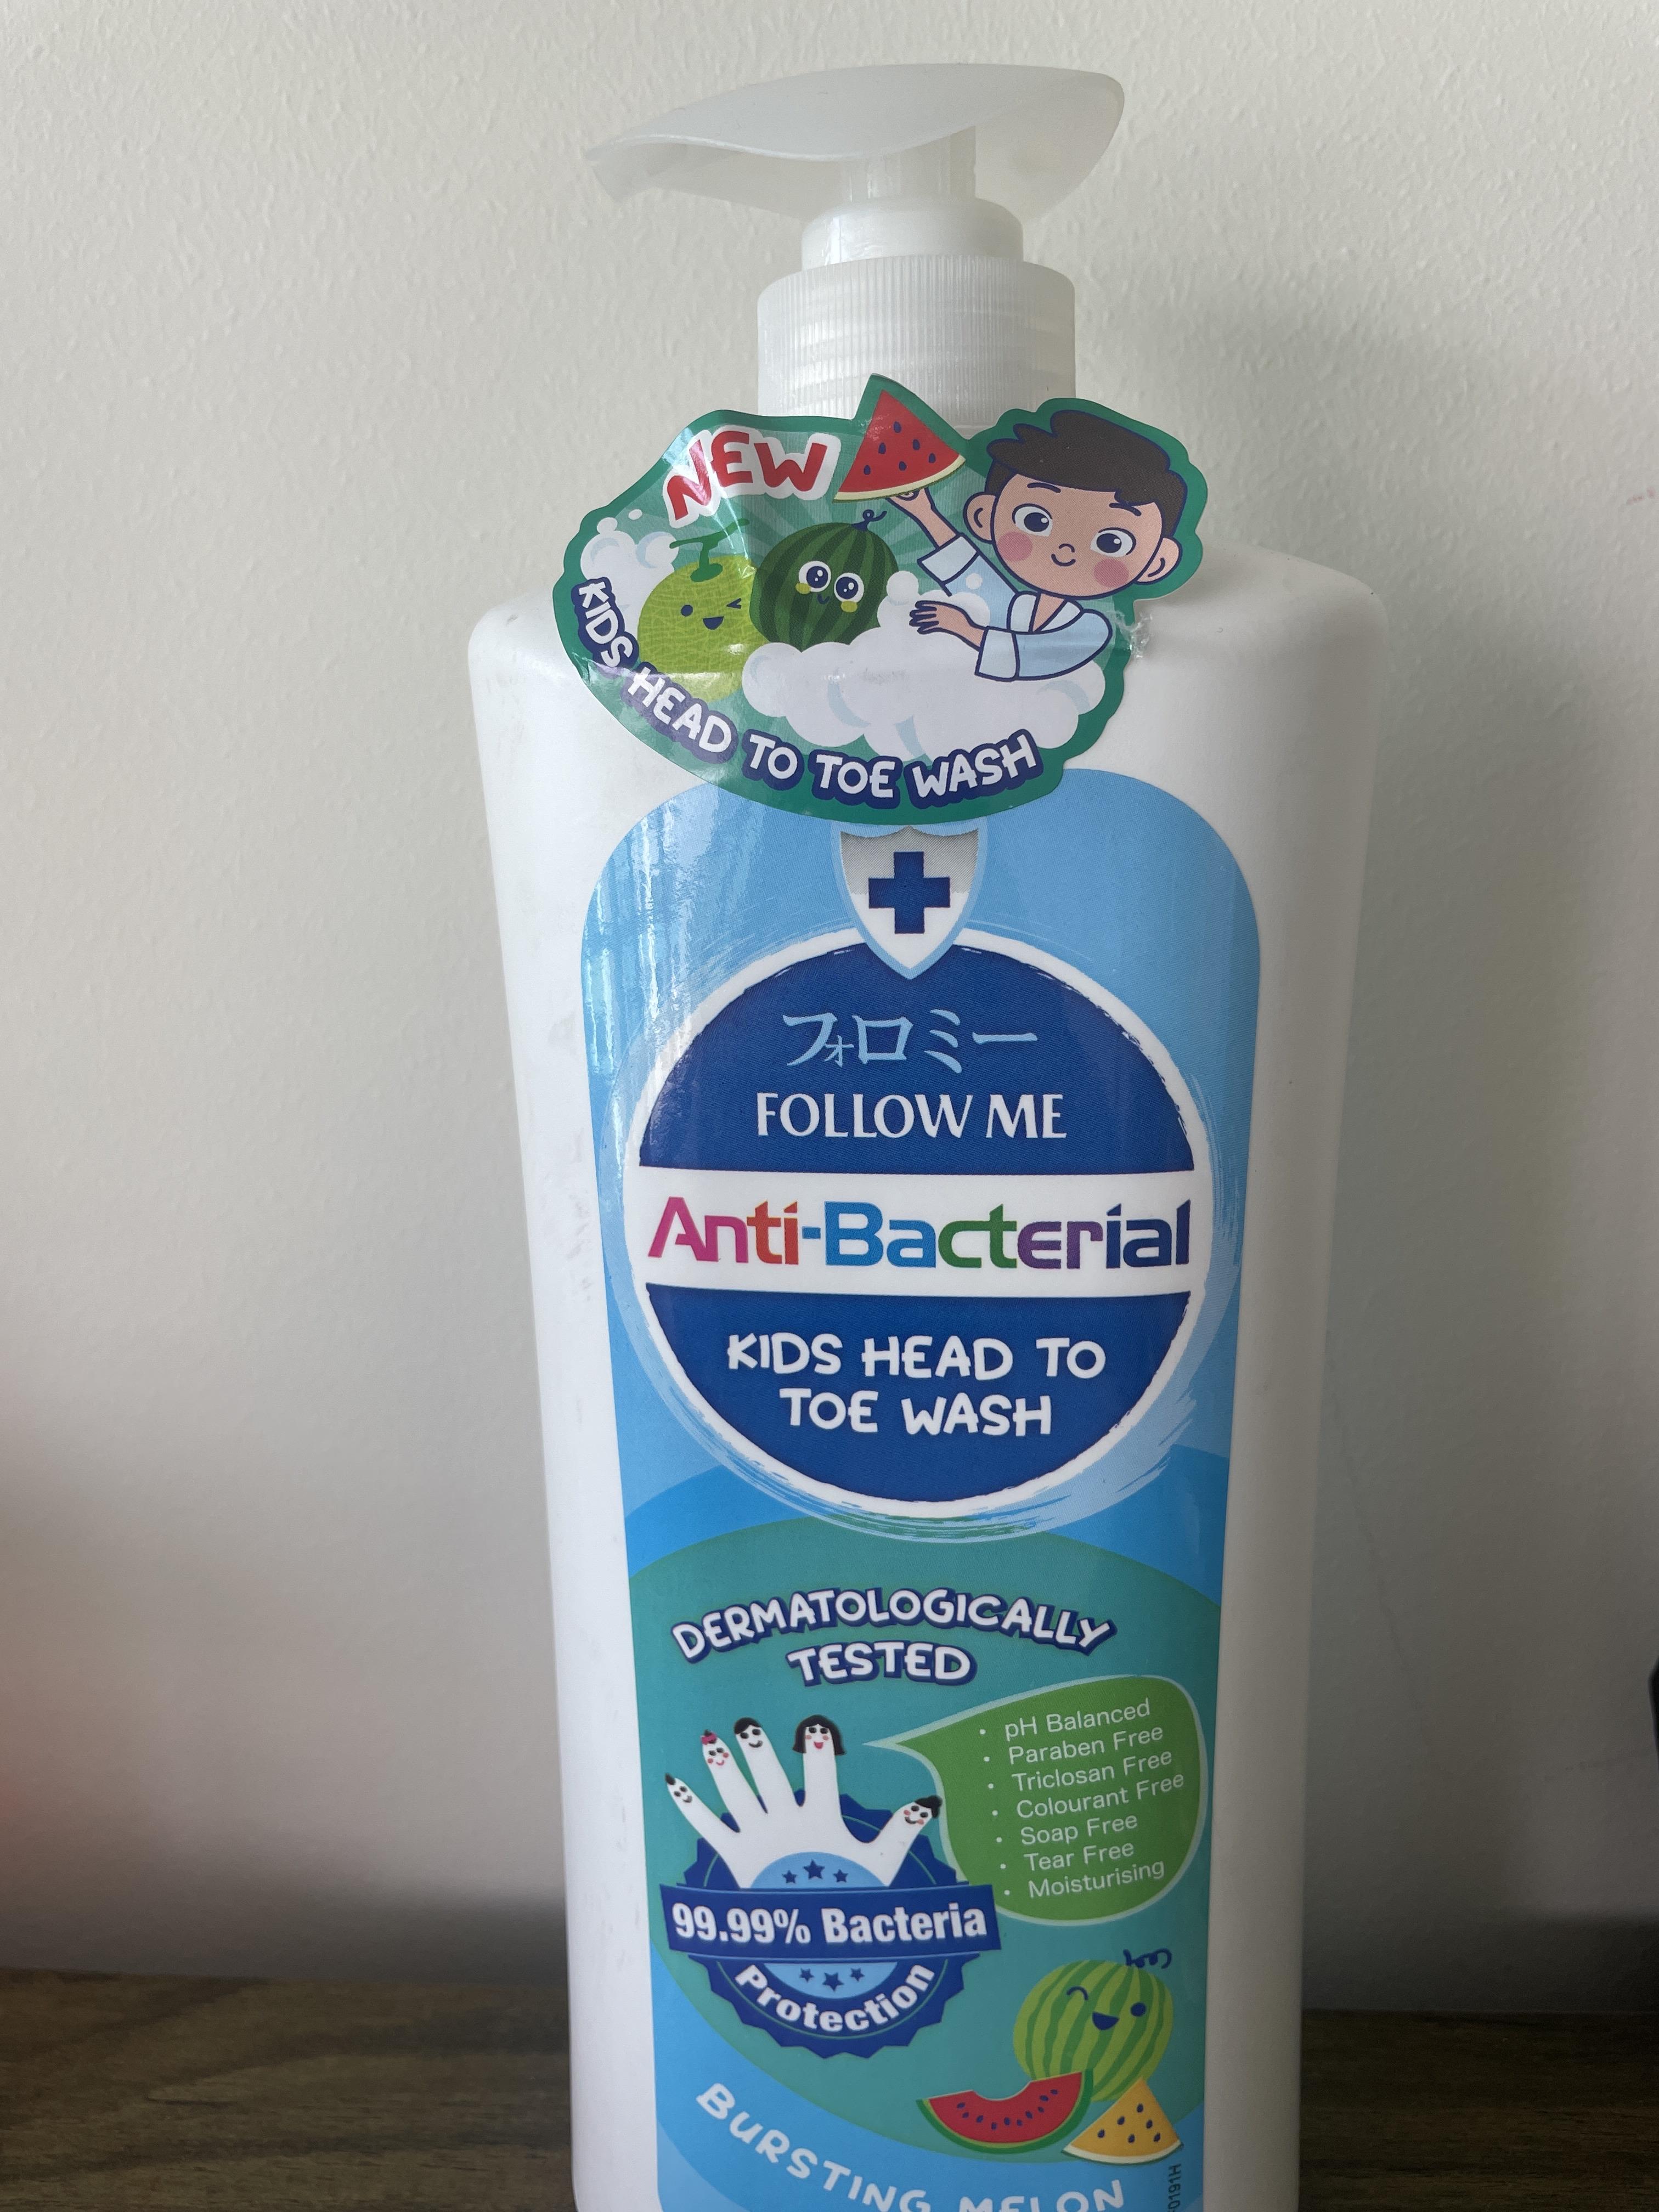 NEW
KIDS HEAD TO TOE WASH
フォロミー
FOLLOW ME
Anti-Bacterial
KIDS HEAD TO
TOE WASH
DERMATOLOGICALLY
TESTED
• pH Balanced
• Paraben Free
• Triclosan Free
• Colourant Free
• Soap Free
• Tear Free
• Moisturising
99.99% Bacteria
Protection
BURSTING MELON